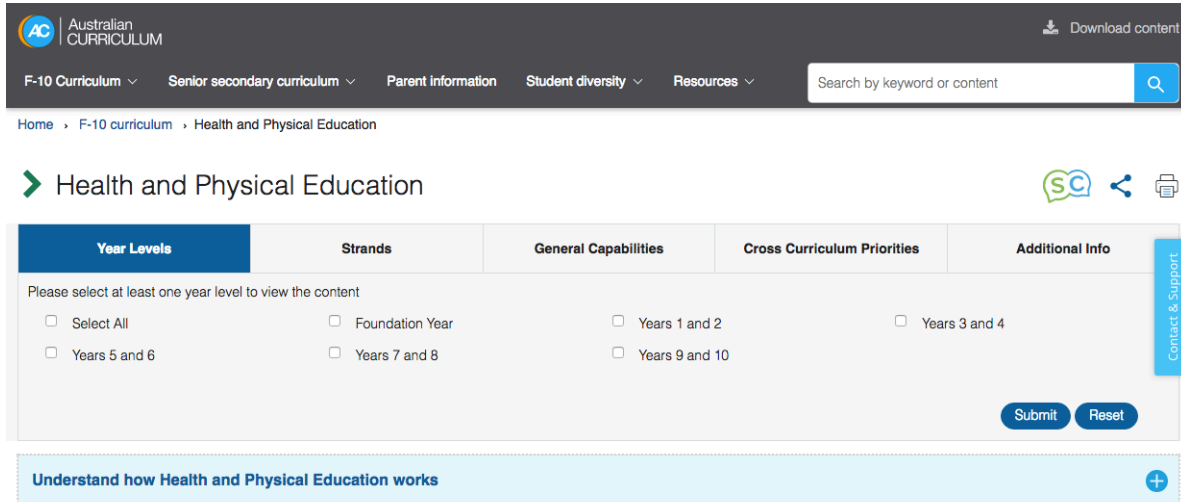 AC
Australian
CURRICULUM
Download content
F-10 Curriculum Senior secondary curriculum Parent information Student diversity Resources Search by keyword or content
Home › F-10 curriculum › Health and Physical Education
Health and Physical Education
SC
Year Levels Strands General Capabilities Cross Curriculum Priorities Additional Info
Please select at least one year level to view the content
Select All Foundation Year Years 1 and 2 Years 3 and 4
Years 5 and 6 Years 7 and 8 Years 9 and 10
Contact & Support
Submit Reset
Understand how Health and Physical Education works